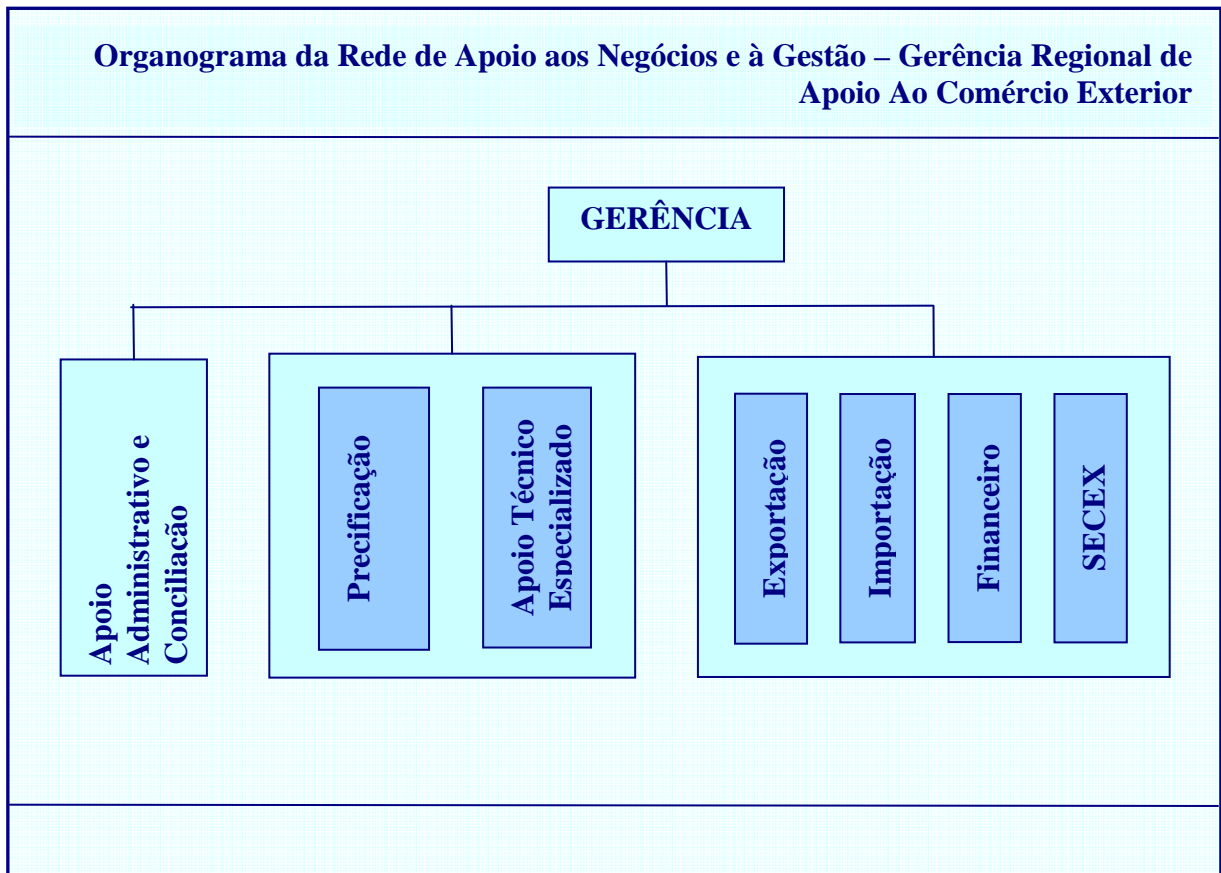 Organograma da Rede de Apoio aos Negócios e à Gestão – Gerência Regional de
Apoio Ao Comércio Exterior
GERÊNCIA
Apoio
Administrativo e
Conciliação
Precificação
Apoio Técnico
Especializado
Exportação
Importação
Financeiro
SECEX